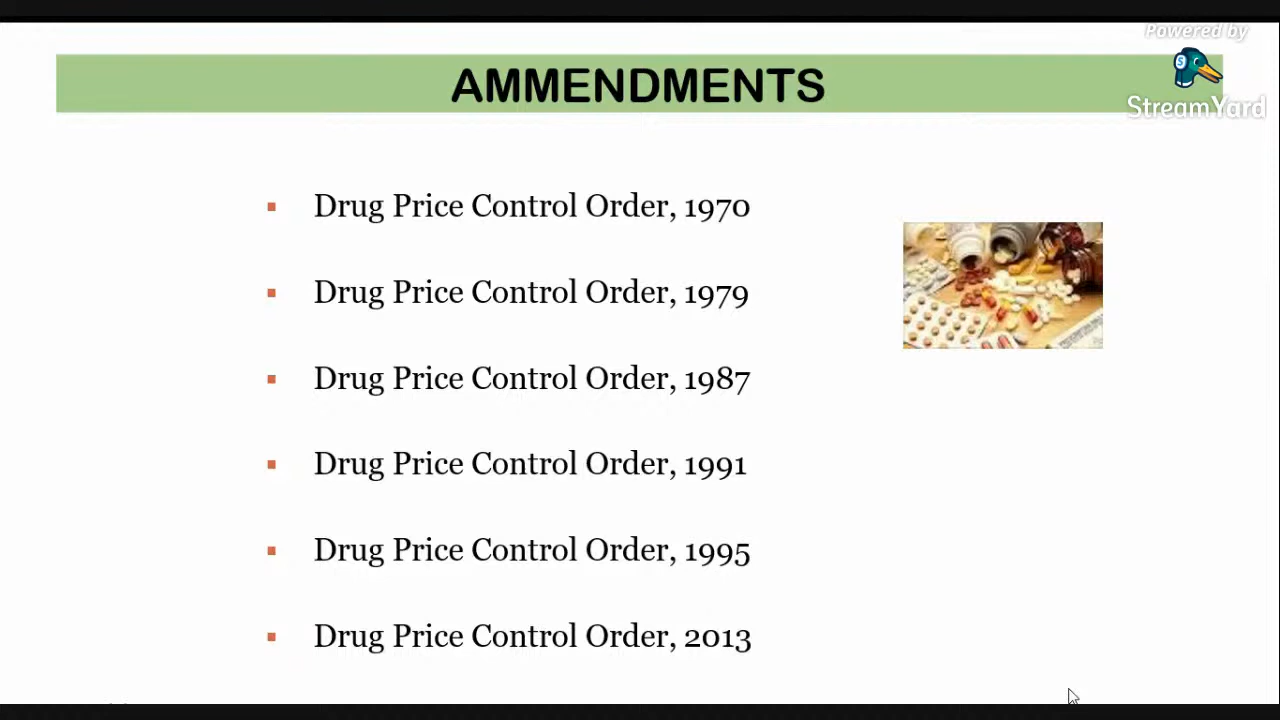 Powered by
StreamYard
AMMENDMENTS
Drug Price Control Order, 1970
Drug Price Control Order, 1979
Drug Price Control Order, 1987
Drug Price Control Order, 1991
Drug Price Control Order, 1995
Drug Price Control Order, 2013